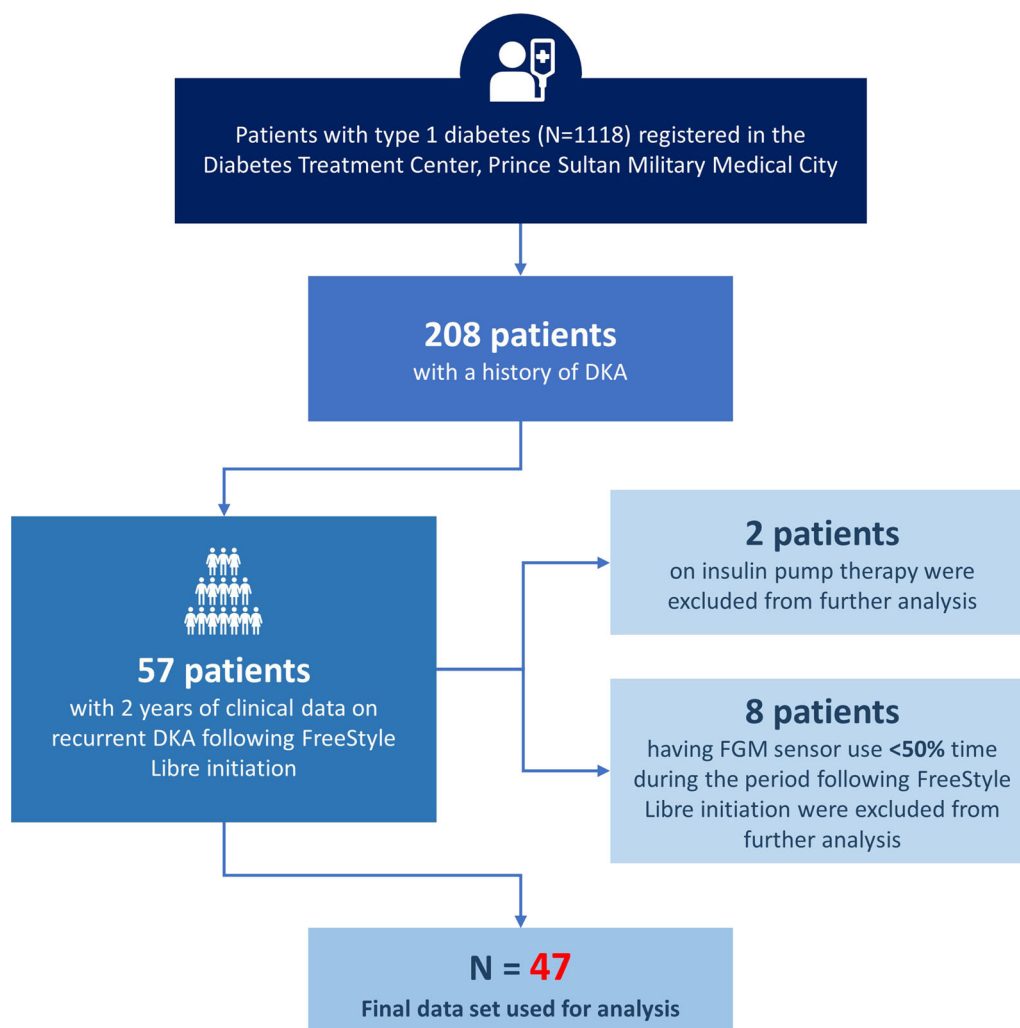 Patients with type 1 diabetes (N=1118) registered in the
Diabetes Treatment Center, Prince Sultan Military Medical City
208 patients
with a history of DKA
57 patients
with 2 years of clinical data on
recurrent DKA following FreeStyle
Libre initiation
2 patients
on insulin pump therapy were
excluded from further analysis
8 patients
having FGM sensor use <50% time
during the period following FreeStyle
Libre initiation were excluded from
further analysis
N = 47
Final data set used for analysis